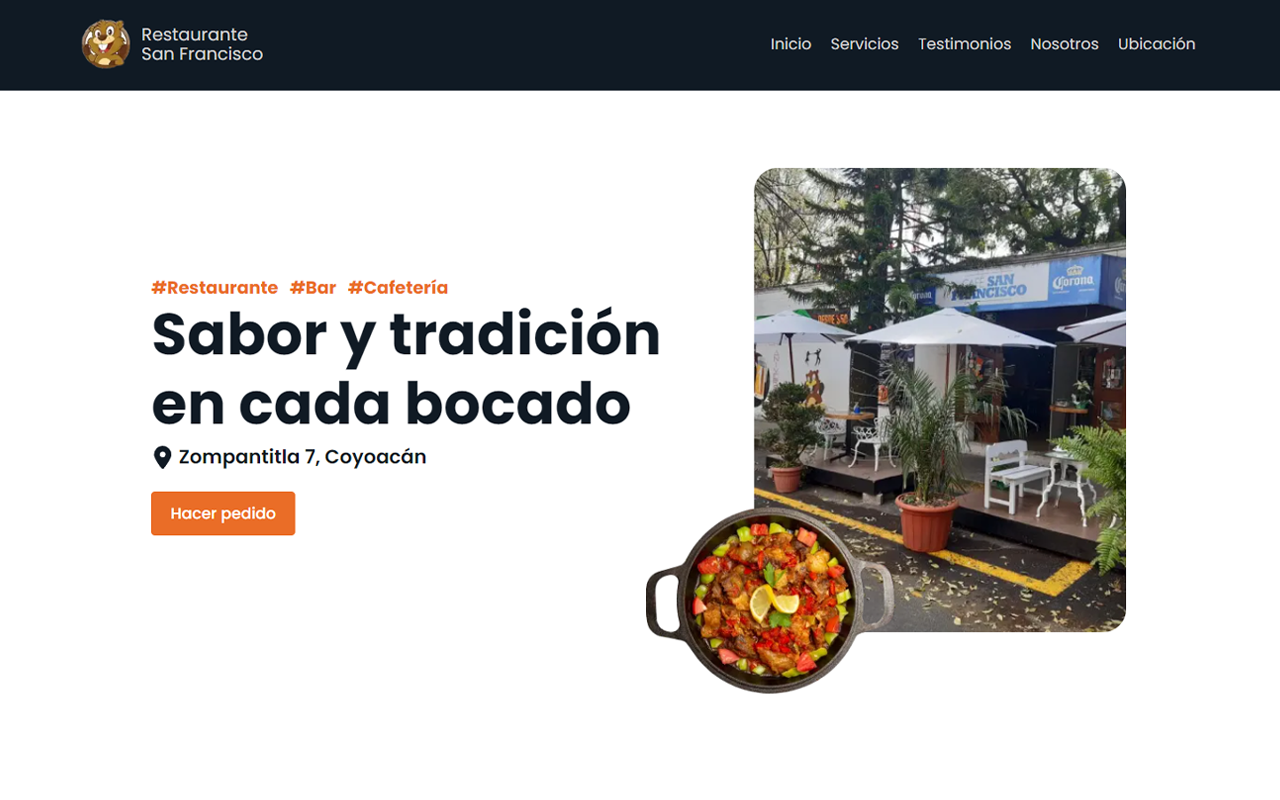 Restaurante
San Francisco
Inicio Servicios Testimonios Nosotros Ubicación
#Restaurante #Bar #Cafetería
Sabor y tradición
en cada bocado
Zompantitla 7, Coyoacán
Hacer pedido
SAN
FRANCISCO
Corona